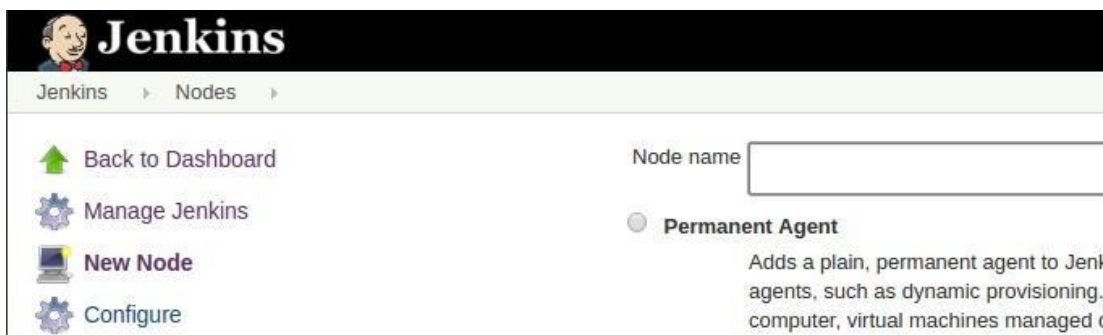 Jenkins
Jenkins Nodes
Back to Dashboard
Manage Jenkins
New Node
Configure
Node name
Permanent Agent
Adds a plain, permanent agent to
agents, such as dynamic provisioning.
computer, virtual machines managed